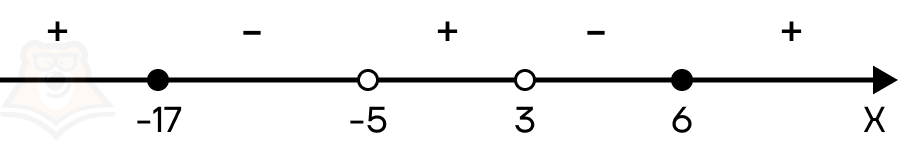 + − + − +
−17 −5 3 6 X